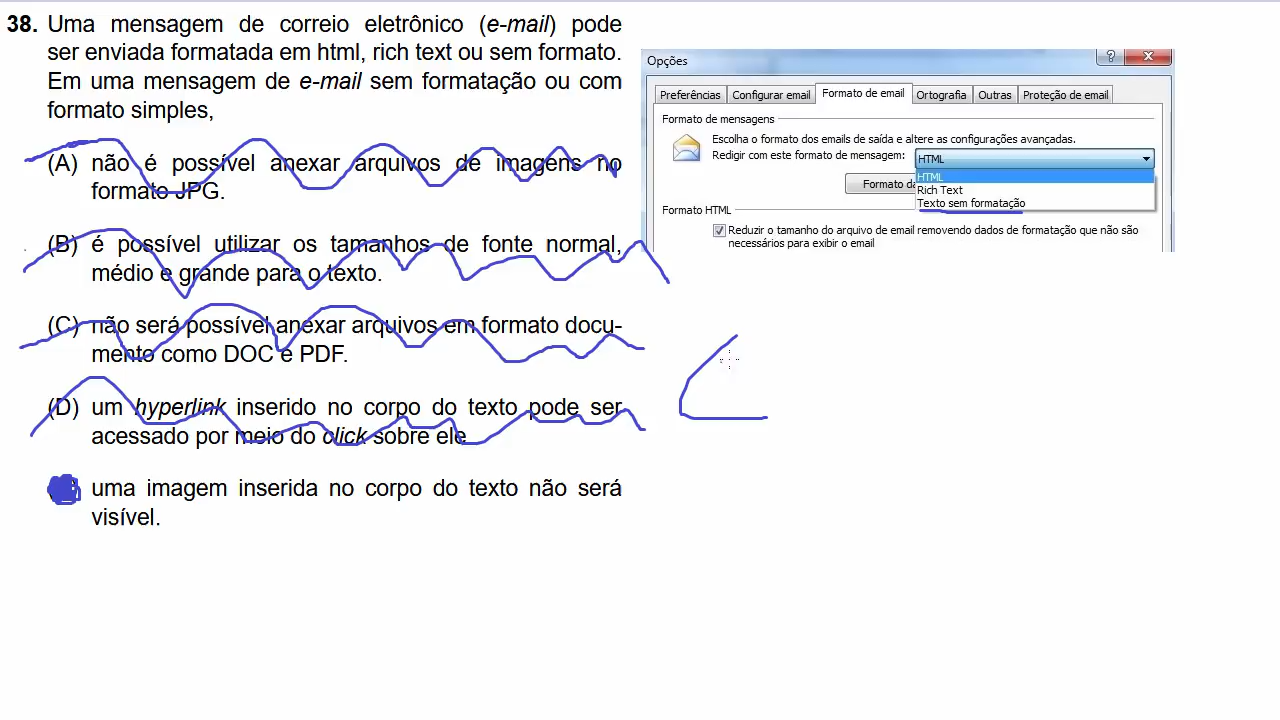 38. Uma mensagem de correio eletrônico (e-mail) pode
ser enviada formatada em html, rich text ou sem formato.
Em uma mensagem de e-mail sem formatação ou com
formato simples,
(A) não é possível anexar arquivos de imagens no
formato JPG.
(B) é possível utilizar os tamanhos de fonte normal,
médio e grande para o texto.
(C) não será possível anexar arquivos em formato docu-
mento como DOC e PDF.
(D) um hyperlink inserido no corpo do texto pode ser
acessado por meio do click sobre ele.
uma imagem inserida no corpo do texto não será
visível.
Opções
Preferências Configurar email Formato de email Ortografia Outras Proteção de email
Formato de mensagens
Escolha o formato dos emails de saída e altere as configurações avançadas.
Redigir com este formato de mensagem: HTML
HTML
Formato da
Rich Text
Texto sem formatação
Formato HTML
Reduzir o tamanho do arquivo de email removendo dados de formatação que não são
necessários para exibir o email